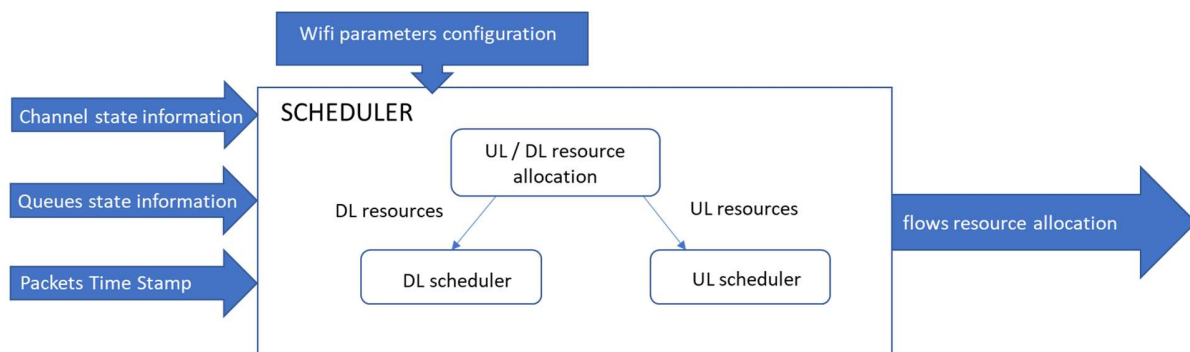 Wifi parameters configuration
Channel state information
SCHEDULER
UL / DL resource
allocation
Queues state information
DL resources
UL resources
flows resource allocation
Packets Time Stamp
DL scheduler
UL scheduler